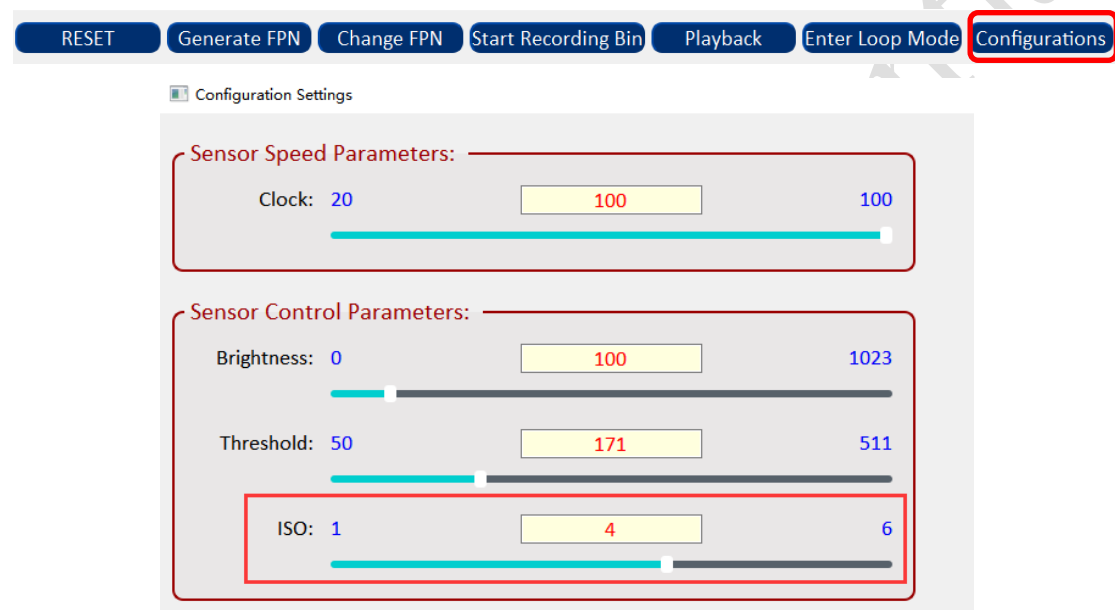 RESET Generate FPN Change FPN Start Recording Bin Playback Enter Loop Mode Configurations
Configuration Settings
Sensor Speed Parameters:
Clock: 20 100 100
Sensor Control Parameters:
Brightness: 0 100 1023
Threshold: 50 171 511
ISO: 1 4 6